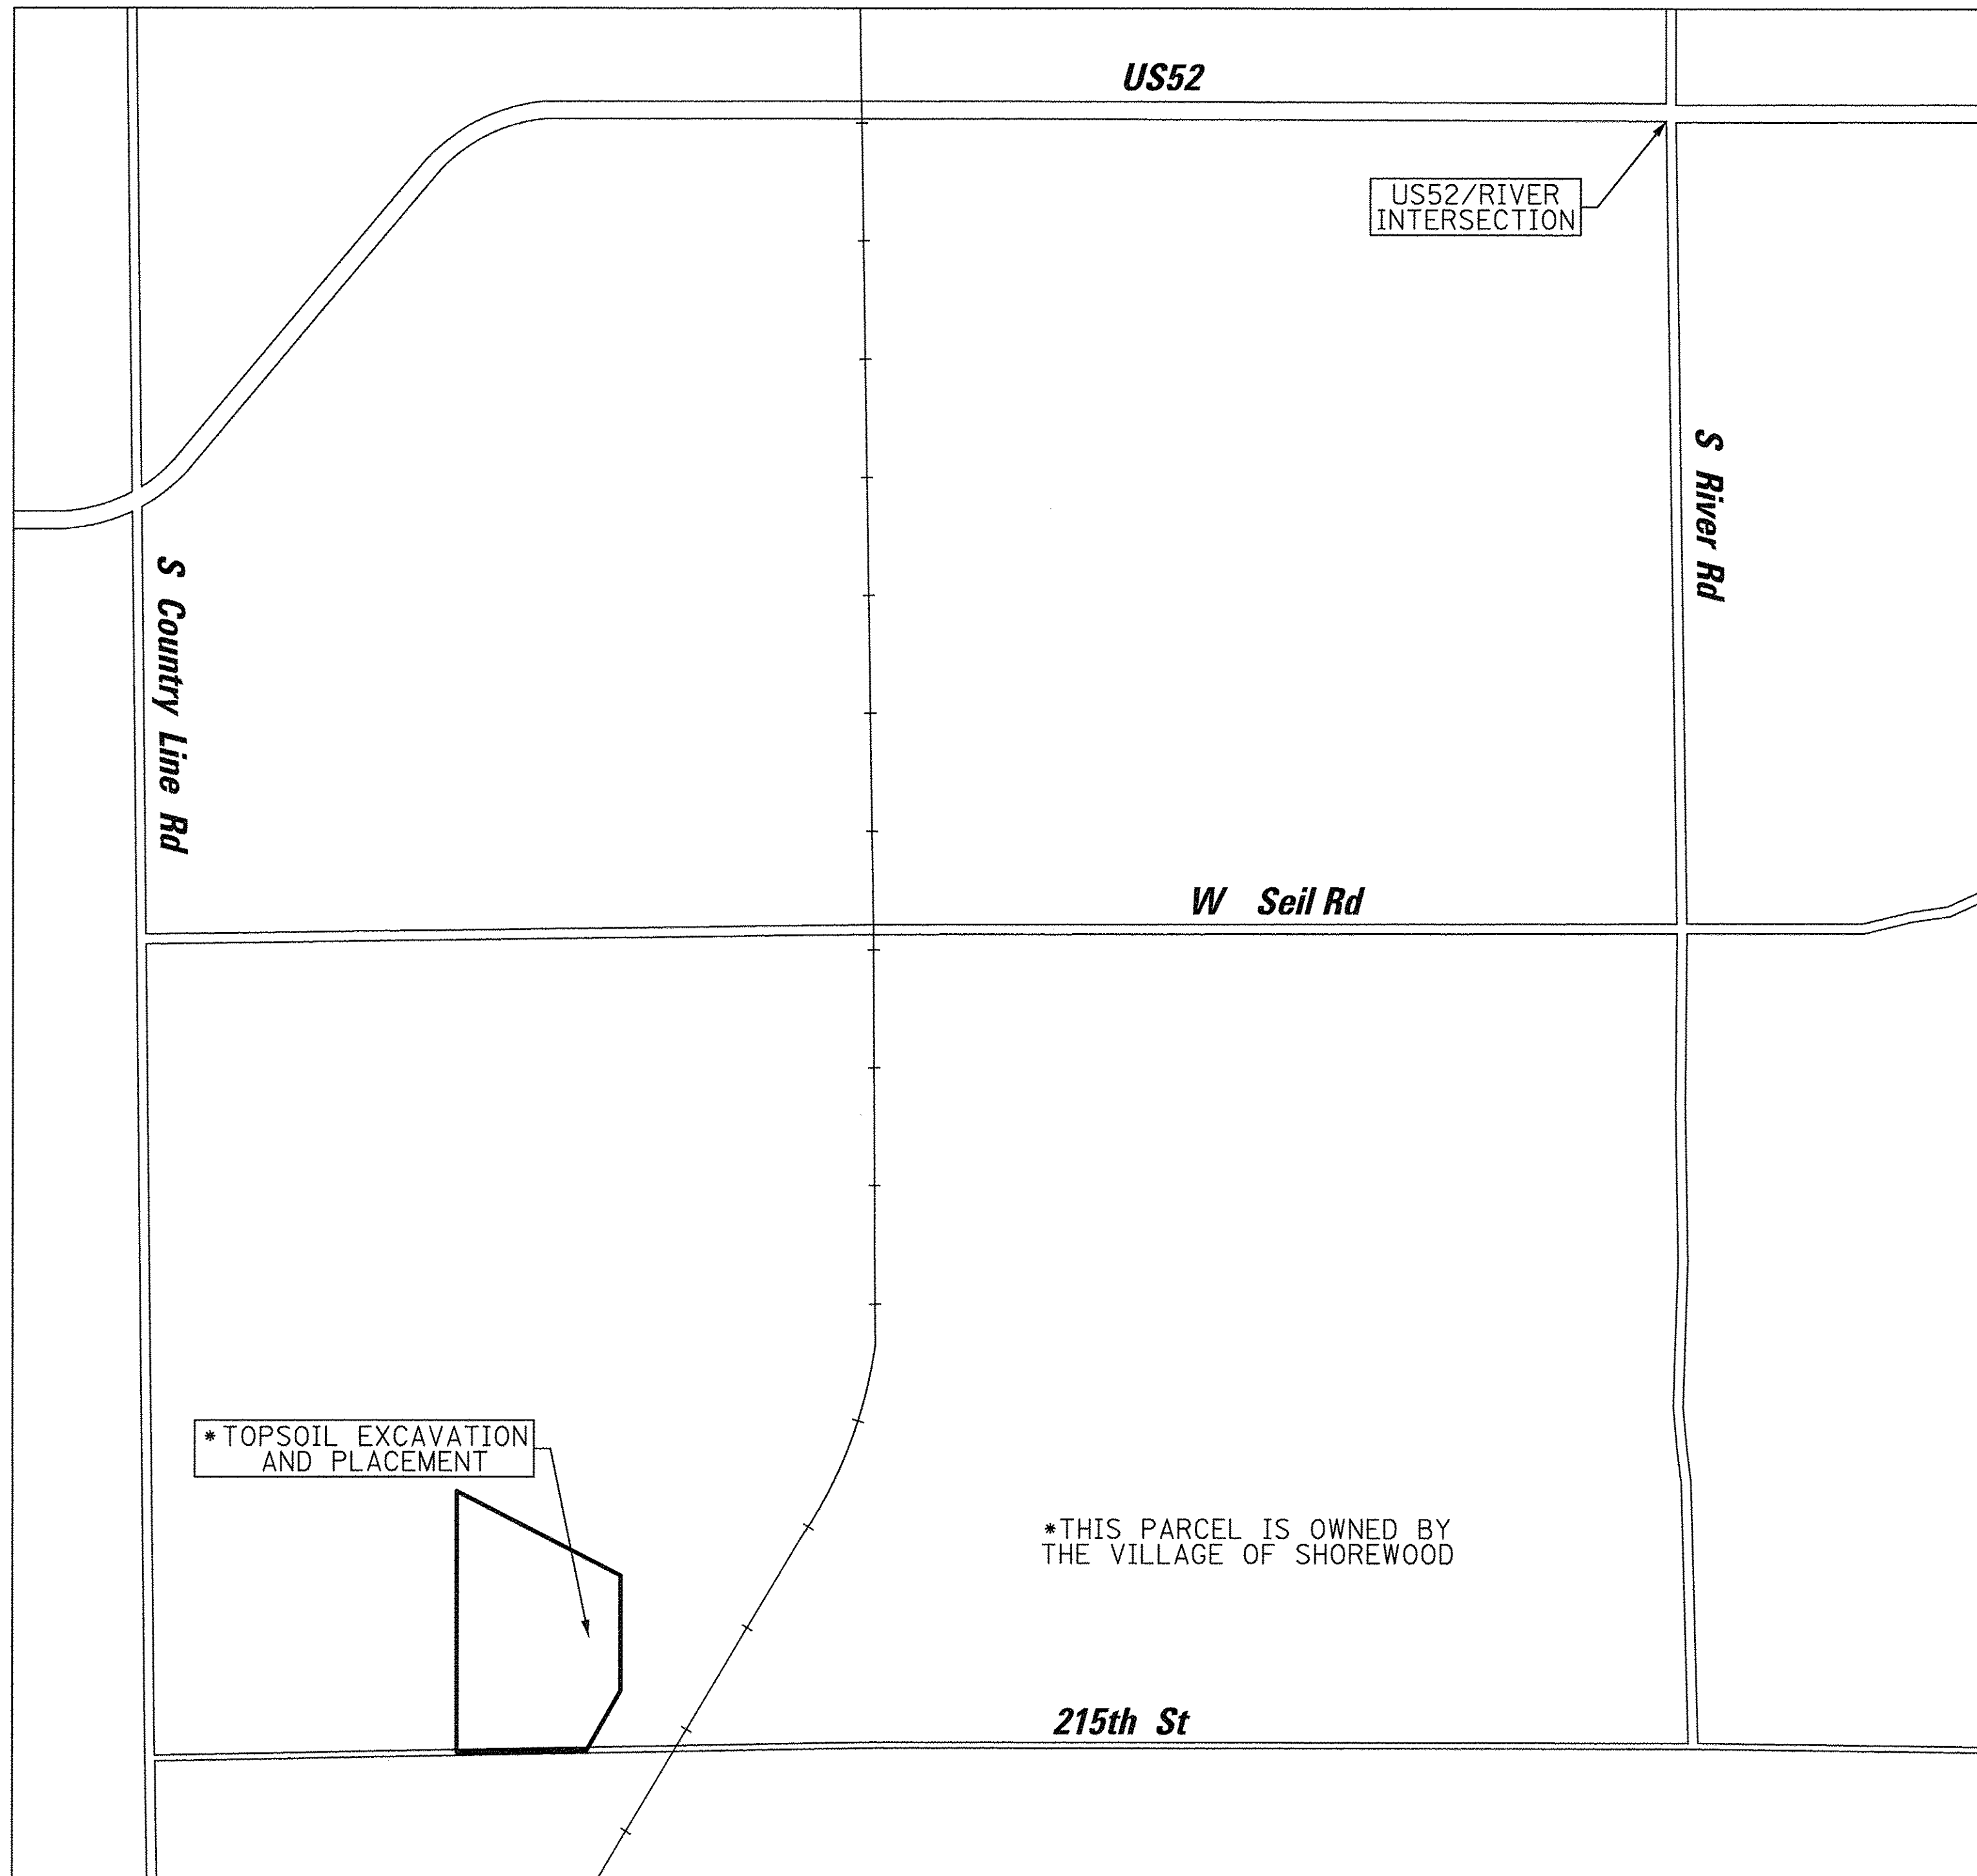 US52
US52/RIVER
INTERSECTION
S River Rd
S Country Line Rd
W Seil Rd
*TOPSOIL EXCAVATION
AND PLACEMENT
*THIS PARCEL IS OWNED BY
THE VILLAGE OF SHOREWOOD
215th St